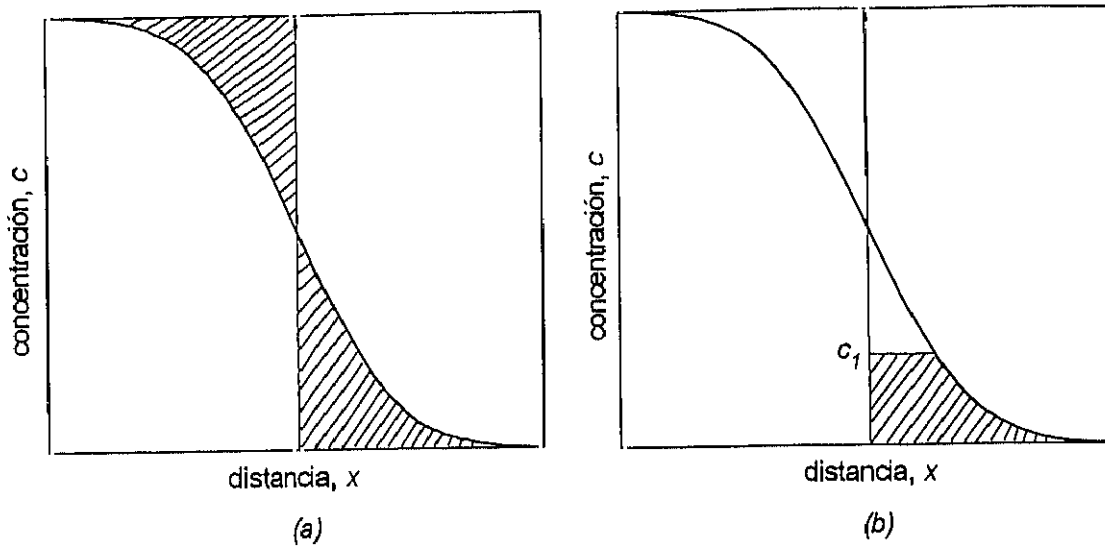 concentración, c
distancia, x
(a)
concentración, c
c1
distancia, x
(b)